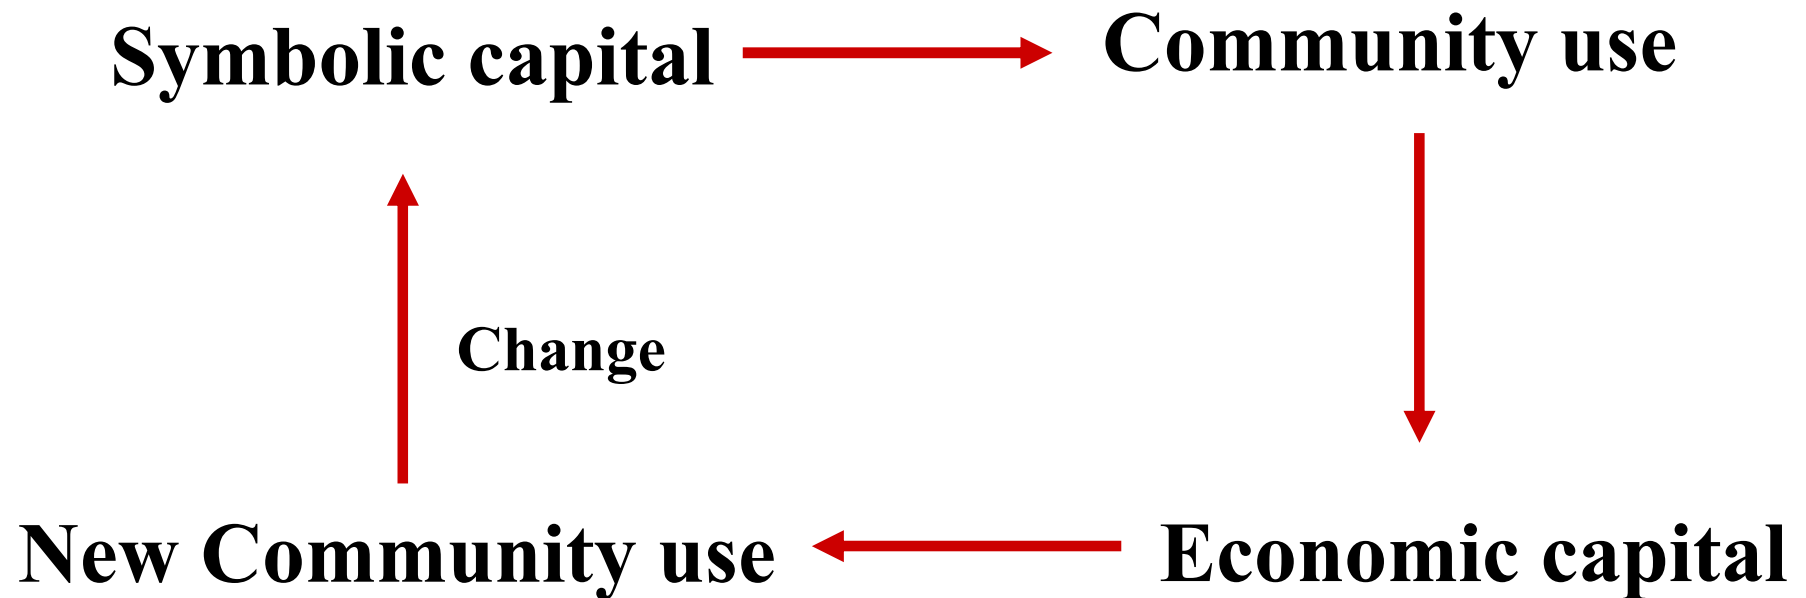 Symbolic capital
Community use
Change
New Community use
Economic capital